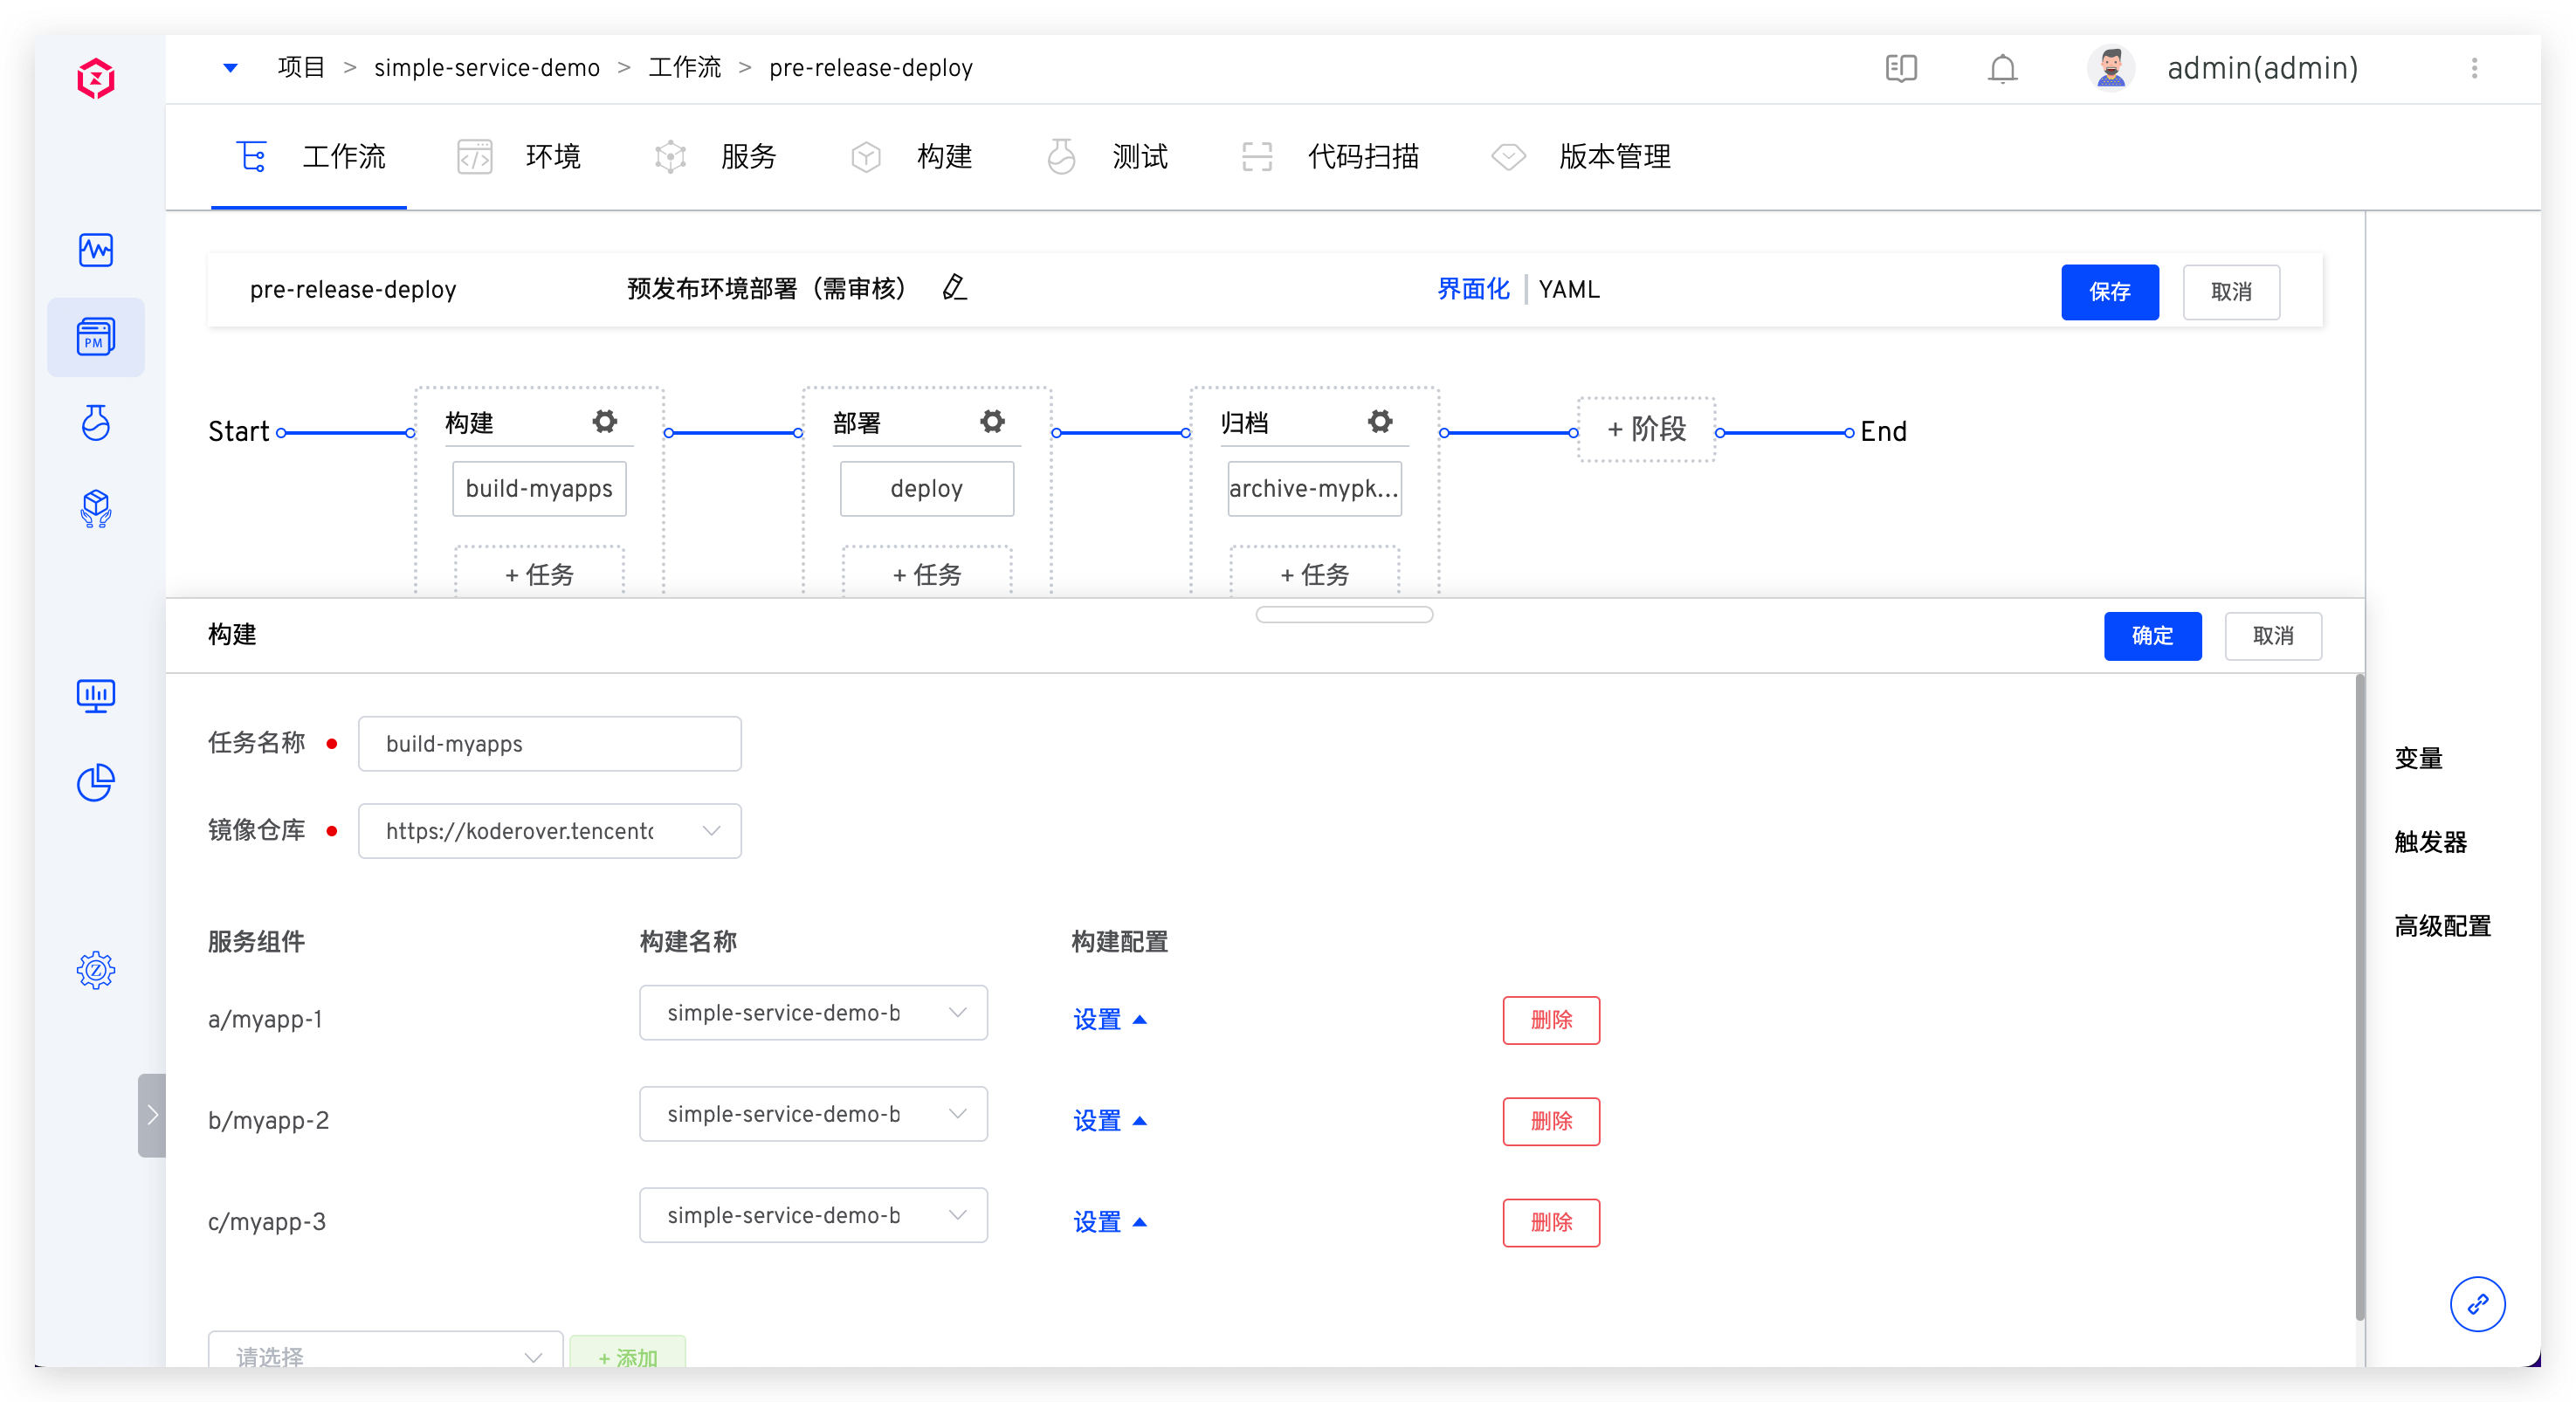 项目 > simple-service-demo > 工作流 > pre-release-deploy
admin(admin)
工作流 环境 服务 构建 测试 代码扫描 版本管理
PM
pre-release-deploy 预发布环境部署（需审核） 界面化 | YAML 保存 取消
Start 构建 部署 归档 + 阶段 End
build-myapps deploy archive-mypk...
+ 任务 + 任务 + 任务
构建 确定 取消
任务名称 build-myapps
变量
镜像仓库 https://koderover.tencentc
触发器
高级配置
服务组件 构建名称 构建配置
a/myapp-1 simple-service-demo-b 设置 删除
b/myapp-2 simple-service-demo-b 设置 删除
c/myapp-3 simple-service-demo-b 设置 删除
请选择 + 添加